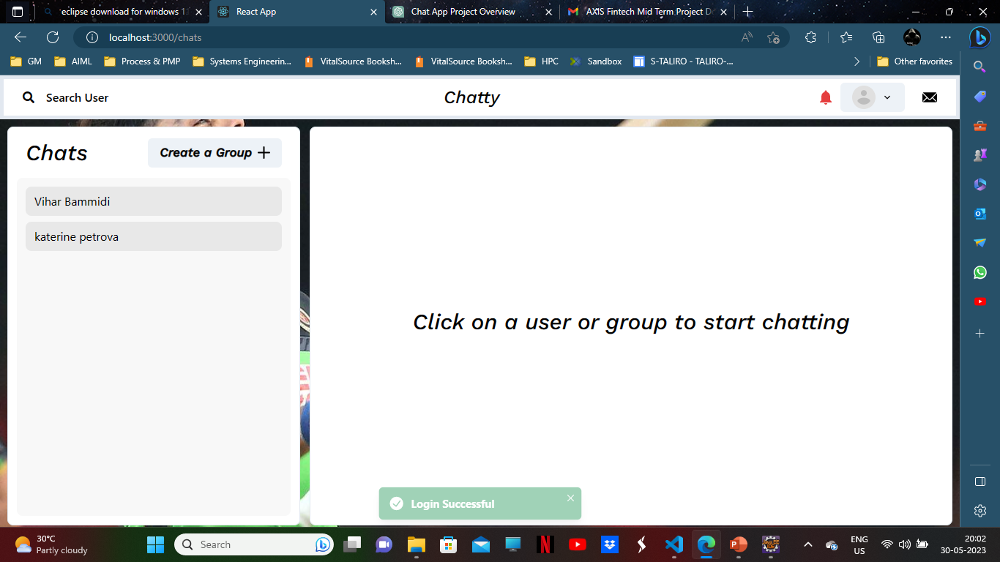 eclipse download for windows 1
React App
Chat App Project Overview
AXIS Fintech Mid Term Project D
localhost:3000/chats
GM
AIML
Process & PMP
Systems Engineerin...
VitalSource Booksh...
VitalSource Booksh...
HPC
Sandbox
S-TALIRO - TALIRO-...
Other favorites
Search User
Chatty
Chats
Create a Group
Vihar Bammidi
katerine petrova
Click on a user or group to start chatting
Login Successful
30°C
Partly cloudy
Search
ENG
US
20:02
30-05-2023